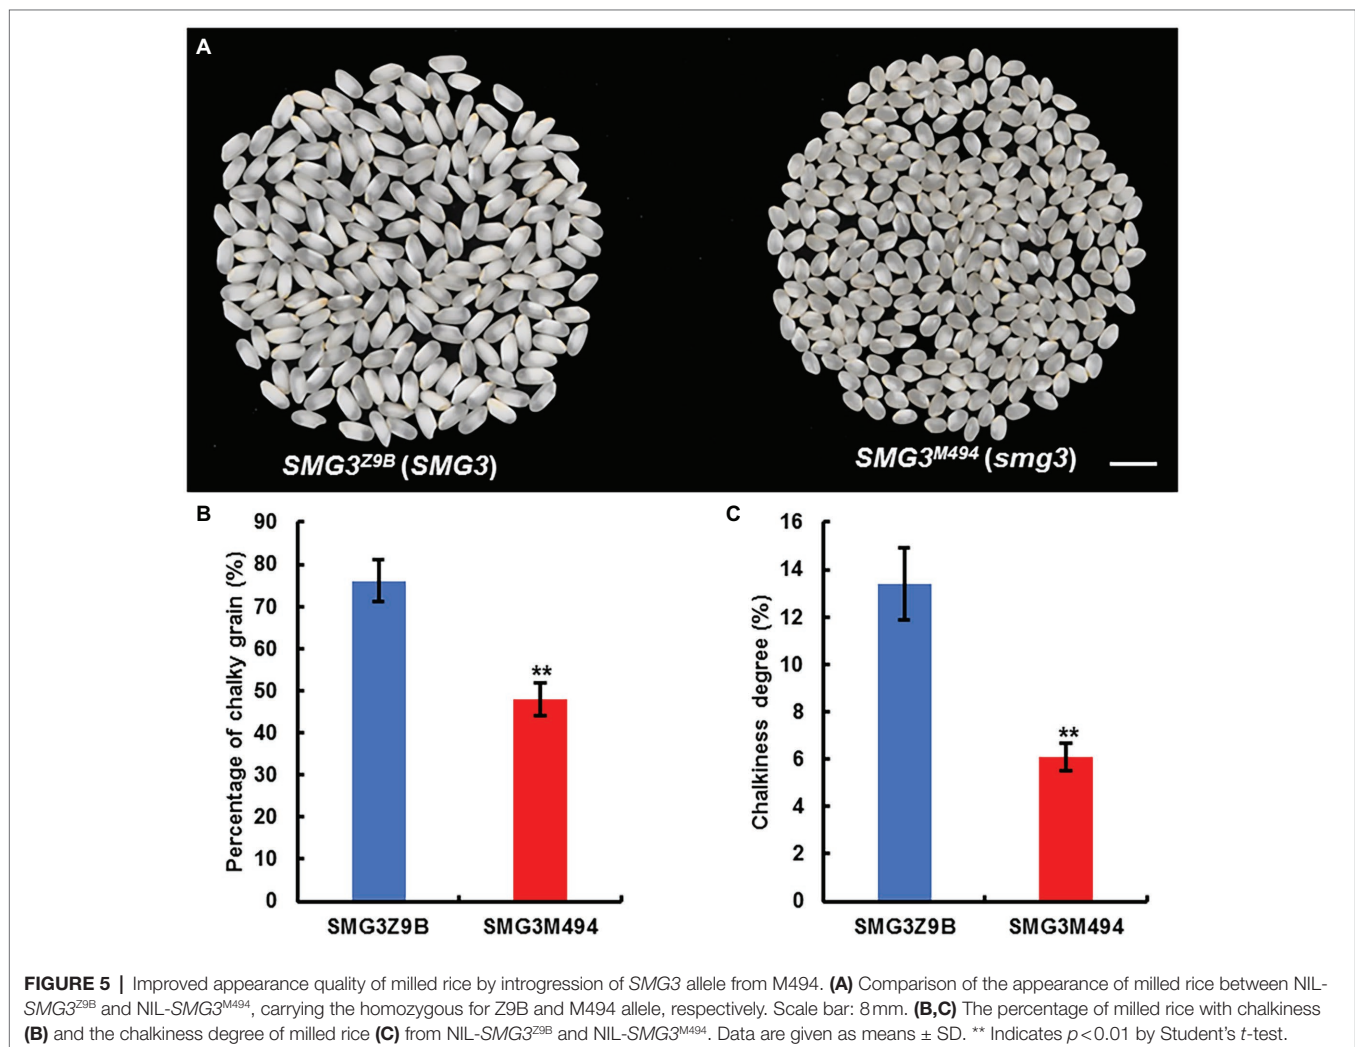 A
SMG3Z9B (SMG3)
SMG3M494 (smg3)
B
90
80
70
60
50
40
30
20
10
0
Percentage of chalky grain (%)
**
SMG3Z9B
SMG3M494
C
16
14
12
10
8
6
4
2
0
Chalkiness degree (%)
**
SMG3Z9B
SMG3M494
FIGURE 5 | Improved appearance quality of milled rice by introgression of SMG3 allele from M494. (A) Comparison of the appearance of milled rice between NIL-
SMG3Z9B and NIL-SMG3M494, carrying the homozygous for Z9B and M494 allele, respectively. Scale bar: 8 mm. (B,C) The percentage of milled rice with chalkiness
(B) and the chalkiness degree of milled rice (C) from NIL-SMG3Z9B and NIL-SMG3M494. Data are given as means ± SD. ** Indicates p < 0.01 by Student's t-test.